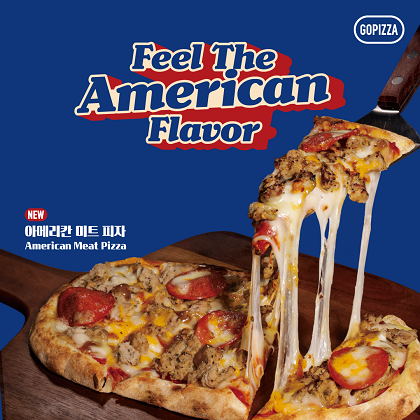 GOPIZZA
Feel The
American
Flavor
NEW
아메리칸 미트 피자
American Meat Pizza